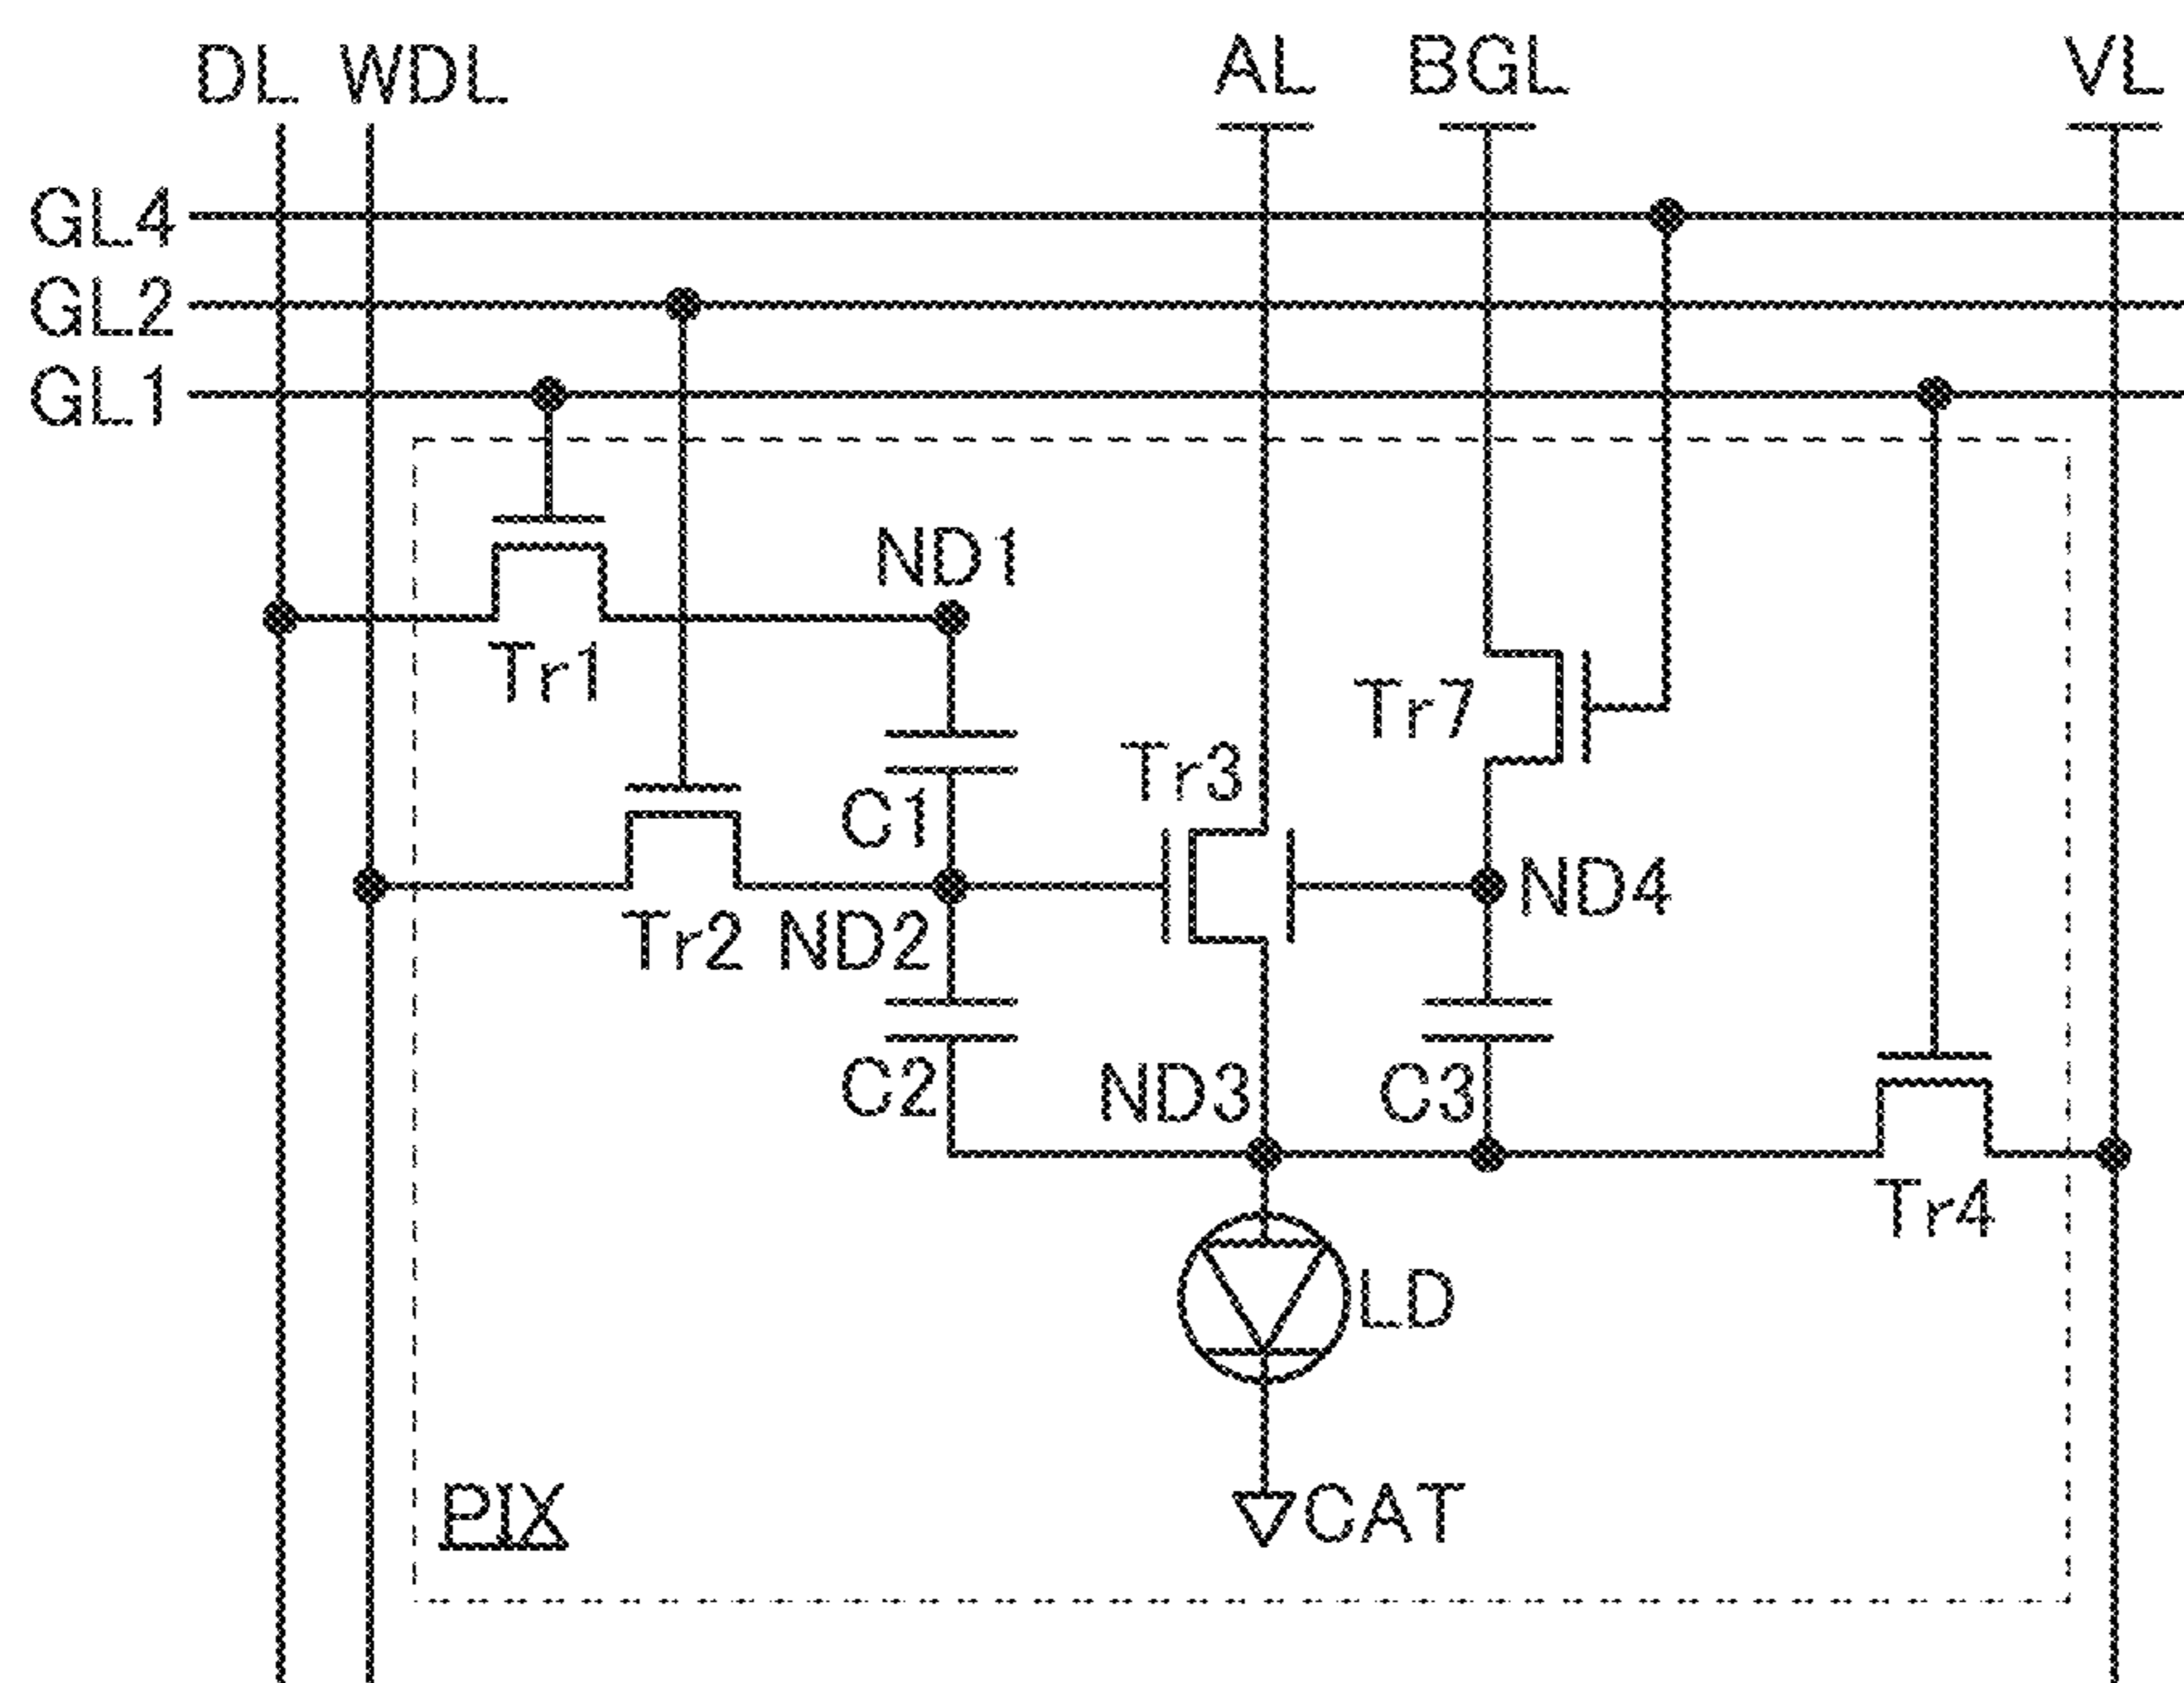 DL WDL AL BGL VL
GL4
GL2
GL1
ND1
Tr1
Tr7
Tr3
C1
ND4
Tr2 ND2
C2 ND3 C3
Tr4
LD
PIX CAT